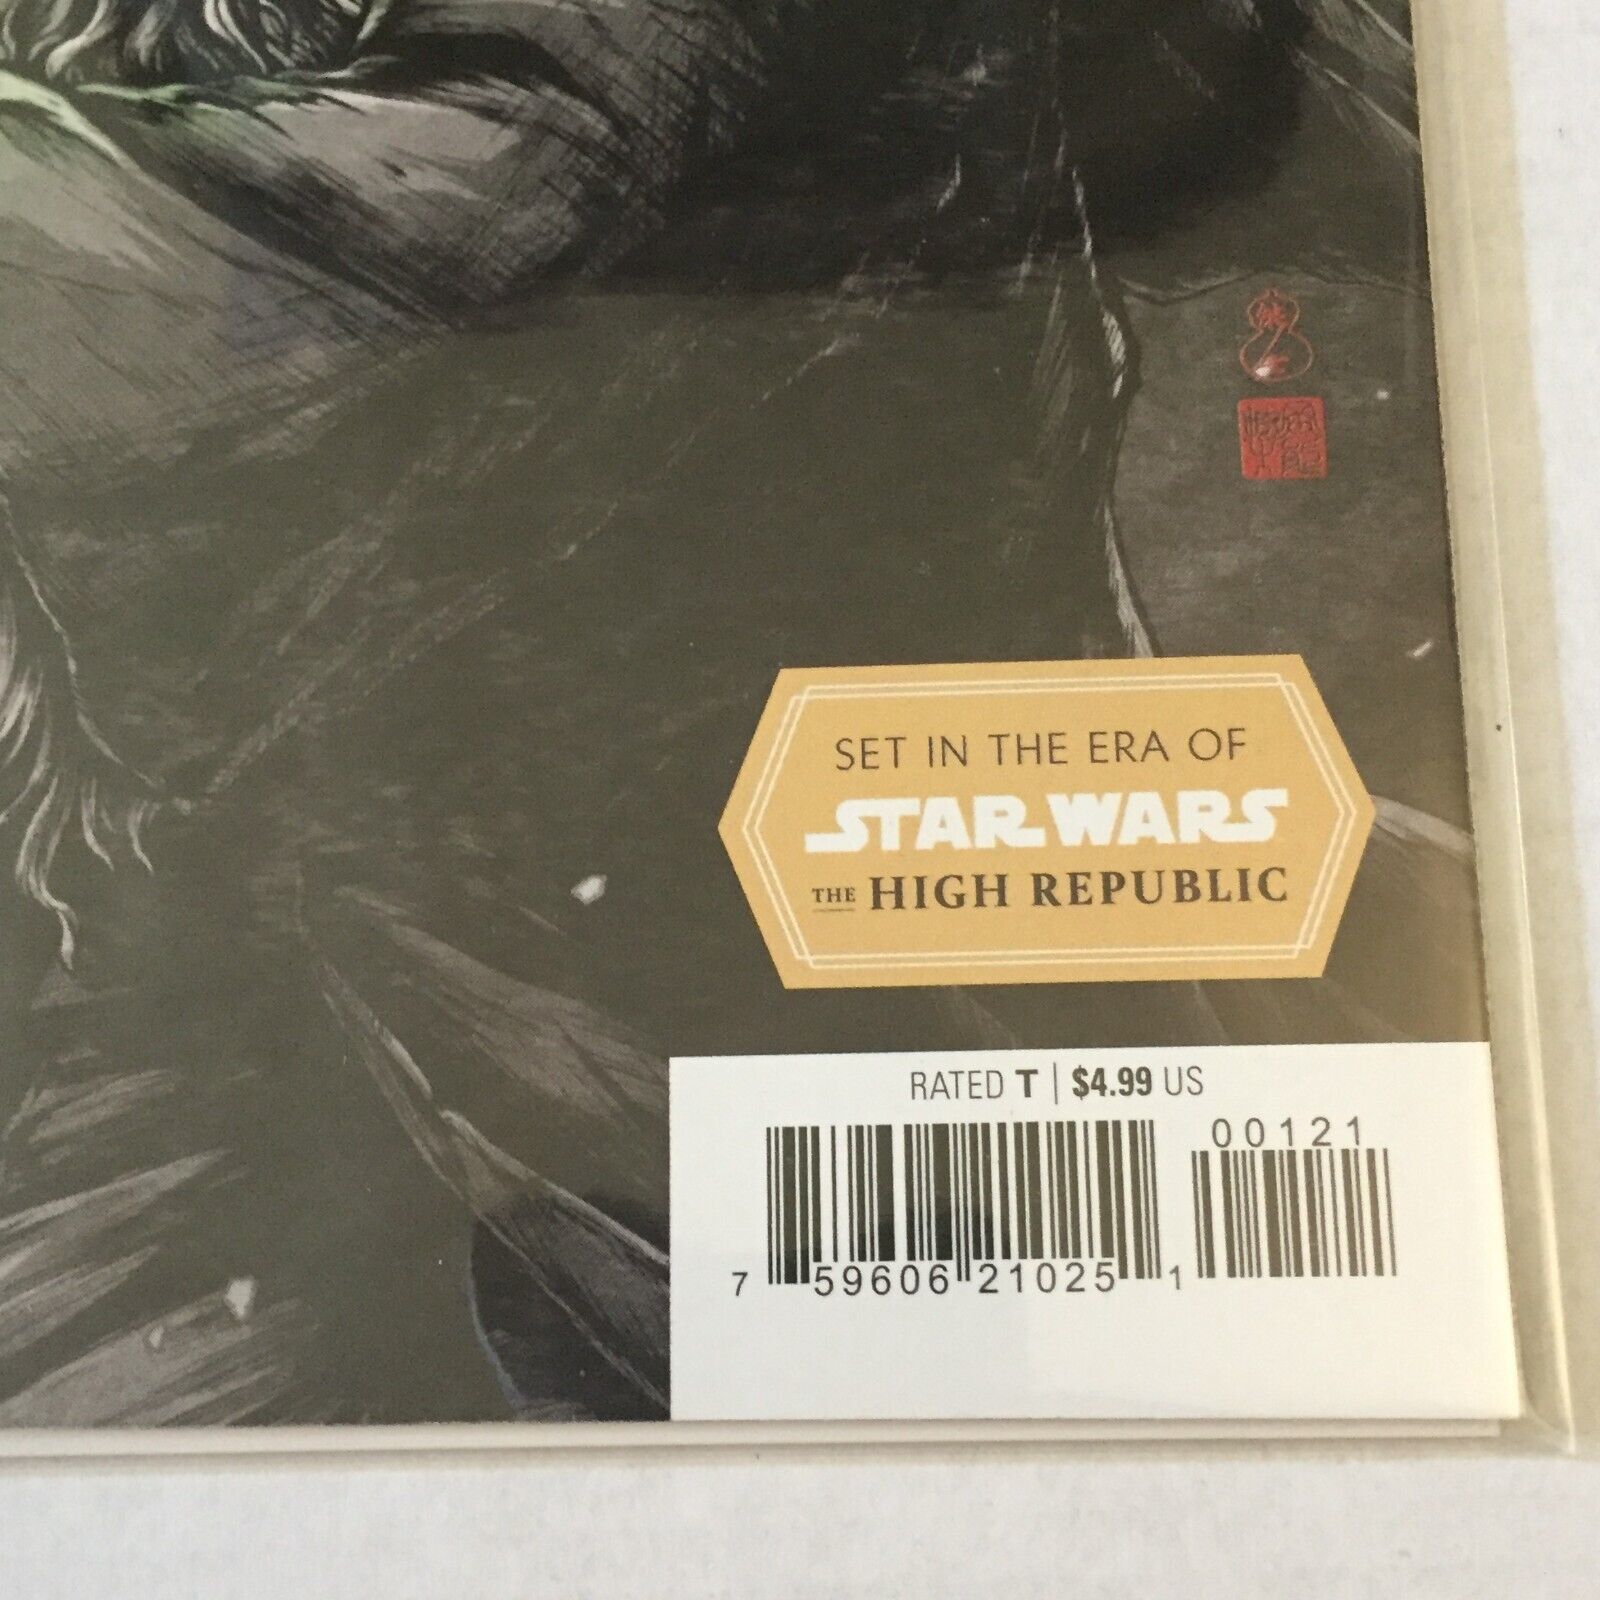 SET IN THE ERA OF
STAR WARS
THE HIGH REPUBLIC
RATED T | $4.99 US
00121
7 59606 21025 1